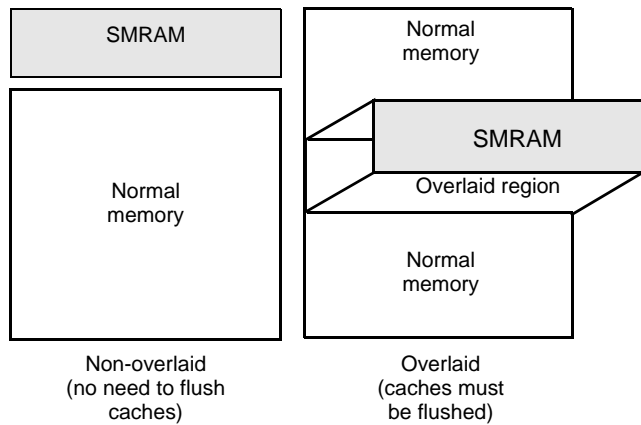 SMRAM
Normal
memory
Non-overlaid
(no need to flush
caches)
Normal
memory
SMRAM
Overlaid region
Normal
memory
Overlaid
(caches must
be flushed)